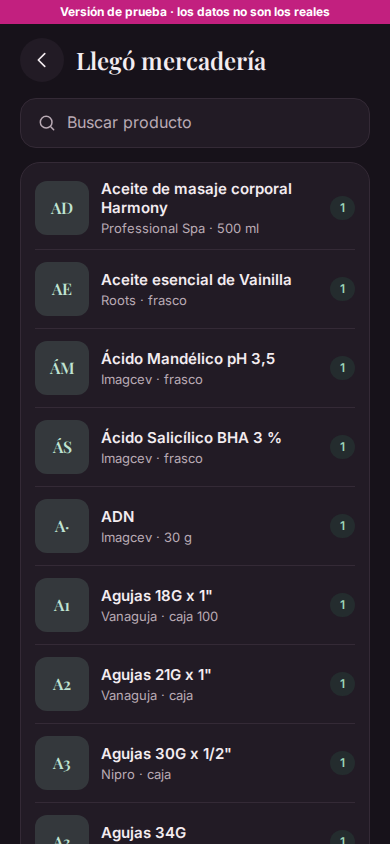 Versión de prueba · los datos no son los reales
Llegó mercadería
Buscar producto
AD
Aceite de masaje corporal
Harmony
Professional Spa · 500 ml
1
AE
Aceite esencial de Vainilla
Roots · frasco
1
ÁM
Ácido Mandélico pH 3,5
Imagcev · frasco
1
ÁS
Ácido Salicílico BHA 3 %
Imagcev · frasco
1
A·
ADN
Imagcev · 30 g
1
A1
Agujas 18G x 1"
Vanaguja · caja 100
1
A2
Agujas 21G x 1"
Vanaguja · caja
1
A3
Agujas 30G x 1/2"
Nipro · caja
1
A3
Agujas 34G
1